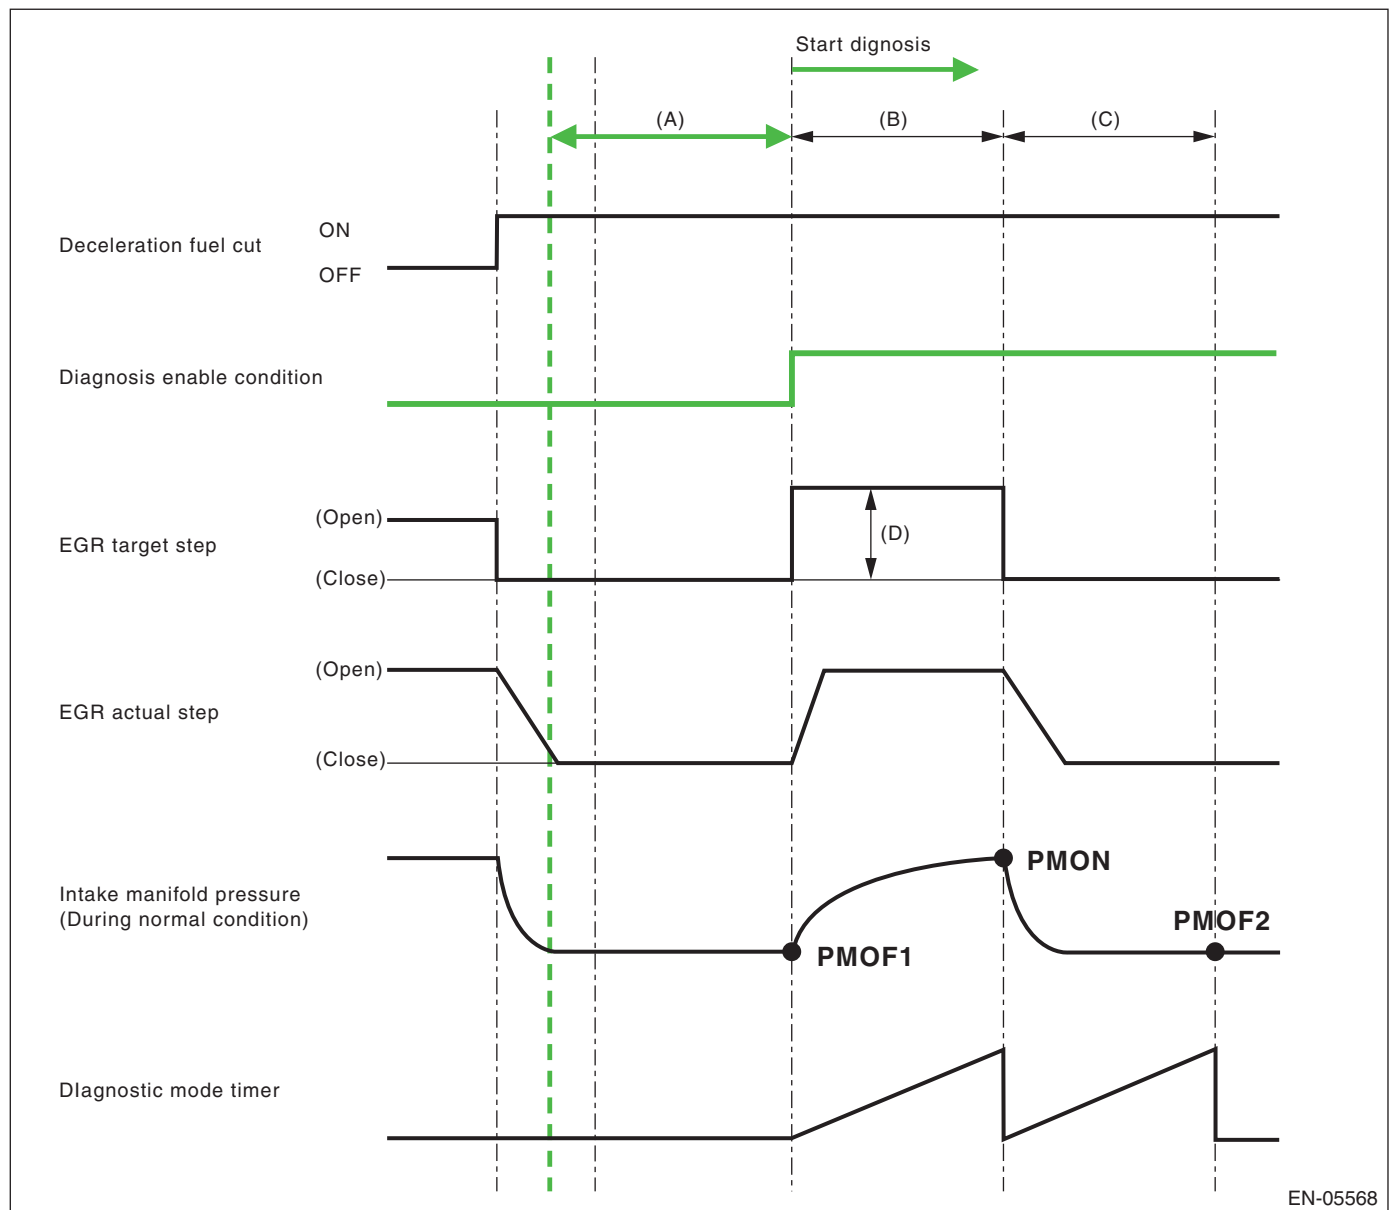 Start dignosis
(A)
(B)
(C)
Deceleration fuel cut
ON
OFF
Diagnosis enable condition
EGR target step
(Open)
(Close)
(D)
EGR actual step
(Open)
(Close)
Intake manifold pressure
(During normal condition)
PMON
PMOF1
PMOF2
DIagnostic mode timer
EN-05568